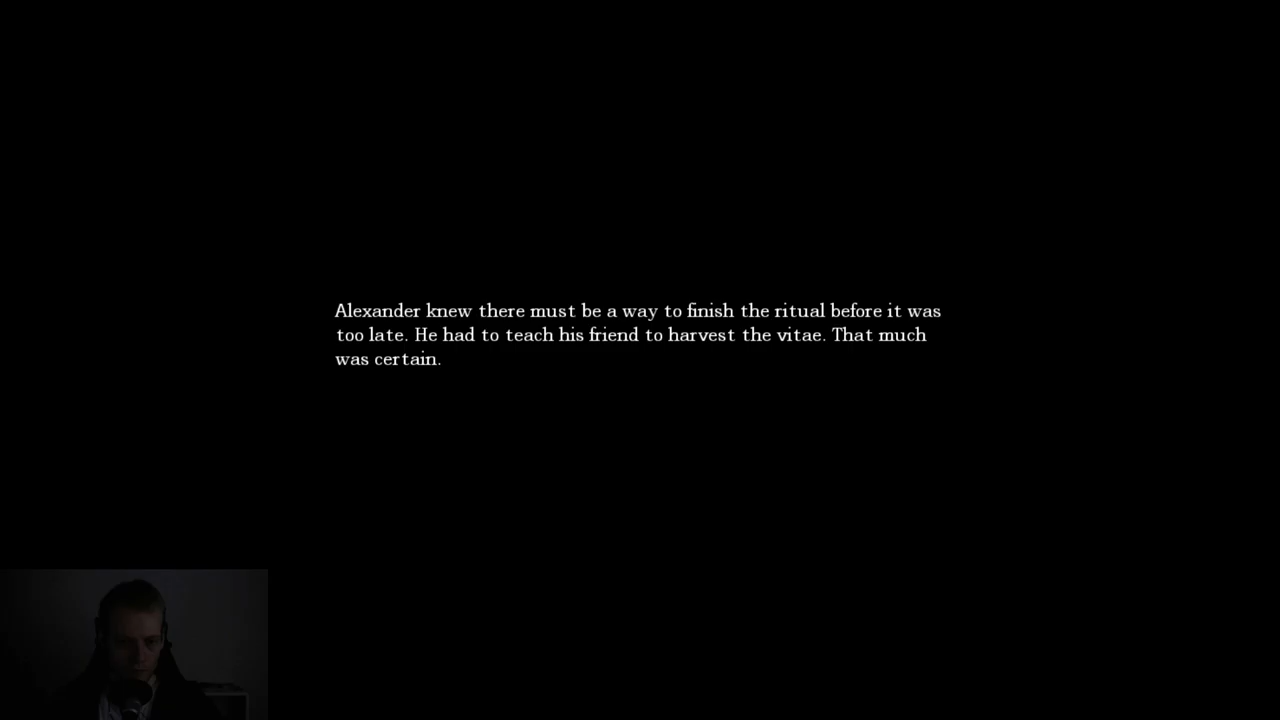 Alexander knew there must be a way to finish the ritual before it was
too late. He had to teach his friend to harvest the vitae. That much
was certain.